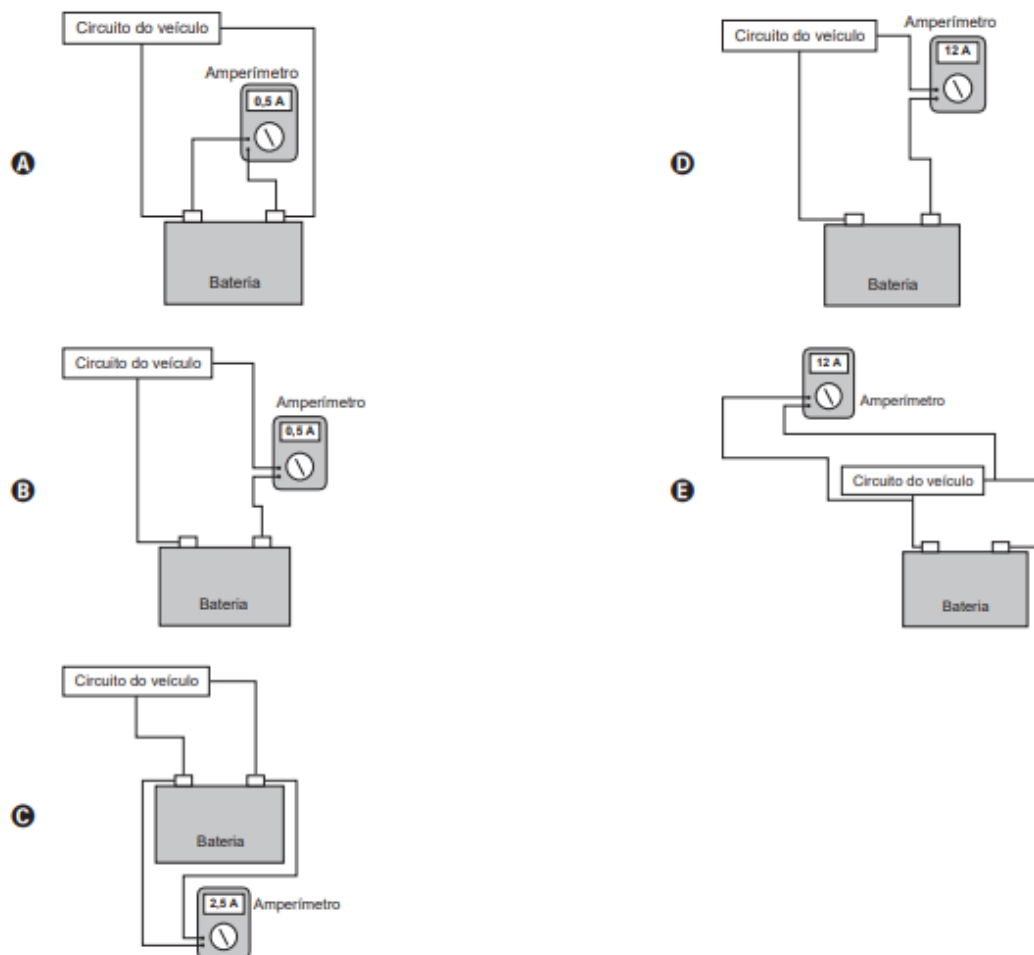 Circuito do veículo
Amperímetro
0,5 A
A
Bateria
Circuito do veículo
Amperímetro
0,5 A
B
Bateria
Circuito do veículo
C
Bateria
2,5 A
Amperímetro
Amperímetro
Circuito do veículo
12 A
D
Bateria
12 A
Amperímetro
Circuito do veículo
E
Bateria